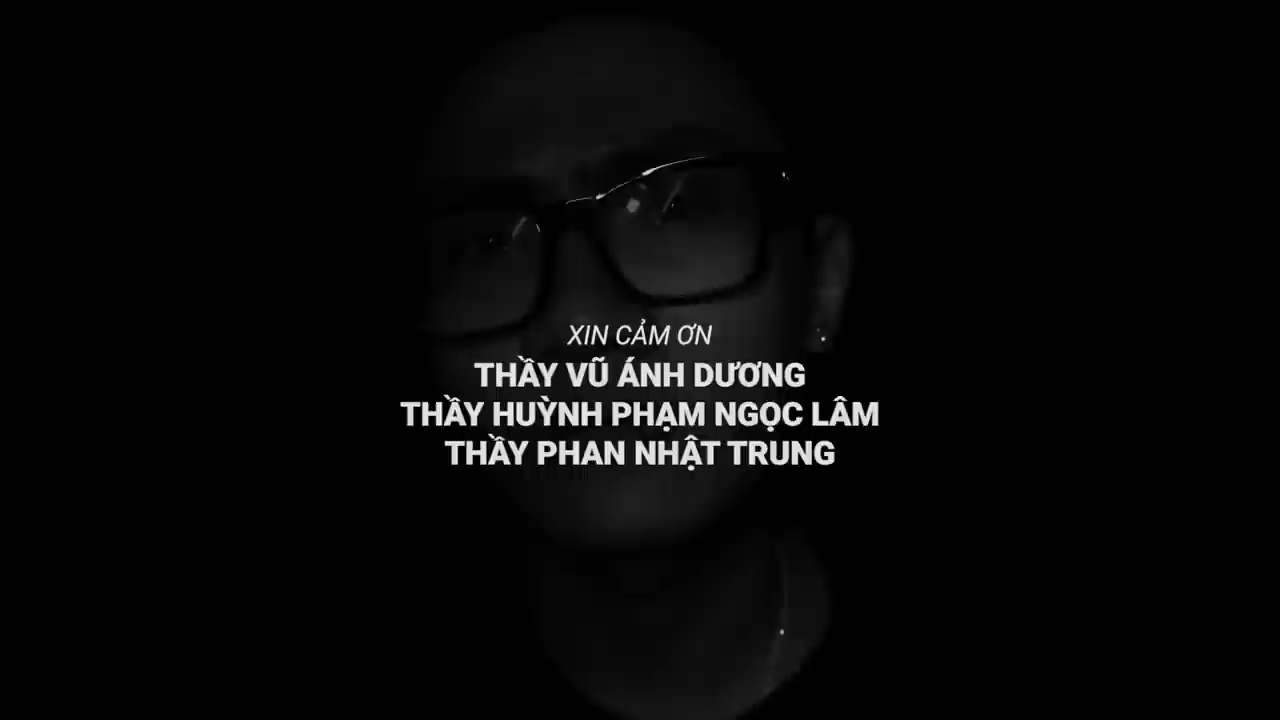 XIN CẢM ƠN
THẦY VŨ ÁNH DƯƠNG
THẦY HUỲNH PHẠM NGỌC LÂM
THẦY PHAN NHẬT TRUNG